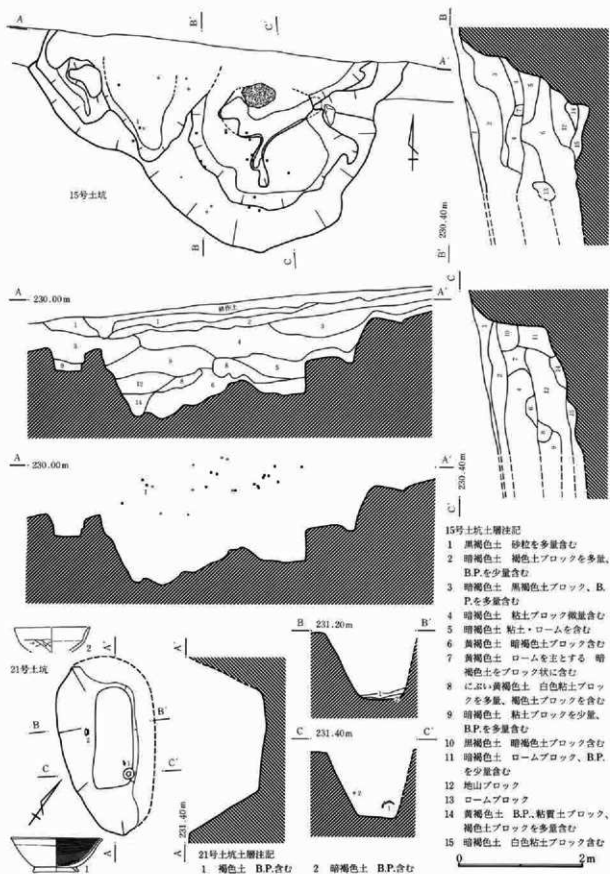 A
B'
C'
A'
15号土坑
B
C
A
230.00m
A'
耕作土
A
230.00m
A'
B
230.40m
B'
C
230.40m
C'
15号土坑土層注記
1 黒褐色土 砂粒を多量含む
2 暗褐色土 褐色土ブロックを多量、
B.P.を少量含む
3 暗褐色土 黒褐色土ブロック、B.
P.を多量含む
4 暗褐色土 粘土ブロック微量含む
5 暗褐色土 粘土・ロームを含む
6 黄褐色土 暗褐色土ブロック含む
7 黄褐色土 ロームを主とする 暗
褐色土をブロック状に含む
8 にぶい黄褐色土 白色粘土ブロッ
クを多量、褐色土ブロックを含む
9 暗褐色土 粘土ブロックを少量、
B.P.を多量含む
10 黒褐色土 暗褐色土ブロック含む
11 暗褐色土 ロームブロック、B.P.
を少量含む
12 地山ブロック
13 ロームブロック
14 黄褐色土 B.P.、粘質土ブロック、
褐色土ブロックを多量含む
15 暗褐色土 白色粘土ブロック含む
0 2m
21号土坑
2
A'
B
B'
C
C'
A
1
A'
231.40m
A
B
231.20m
B'
C
231.40m
C'
21号土坑土層注記
1 褐色土 B.P.含む 2 暗褐色土 B.P.含む